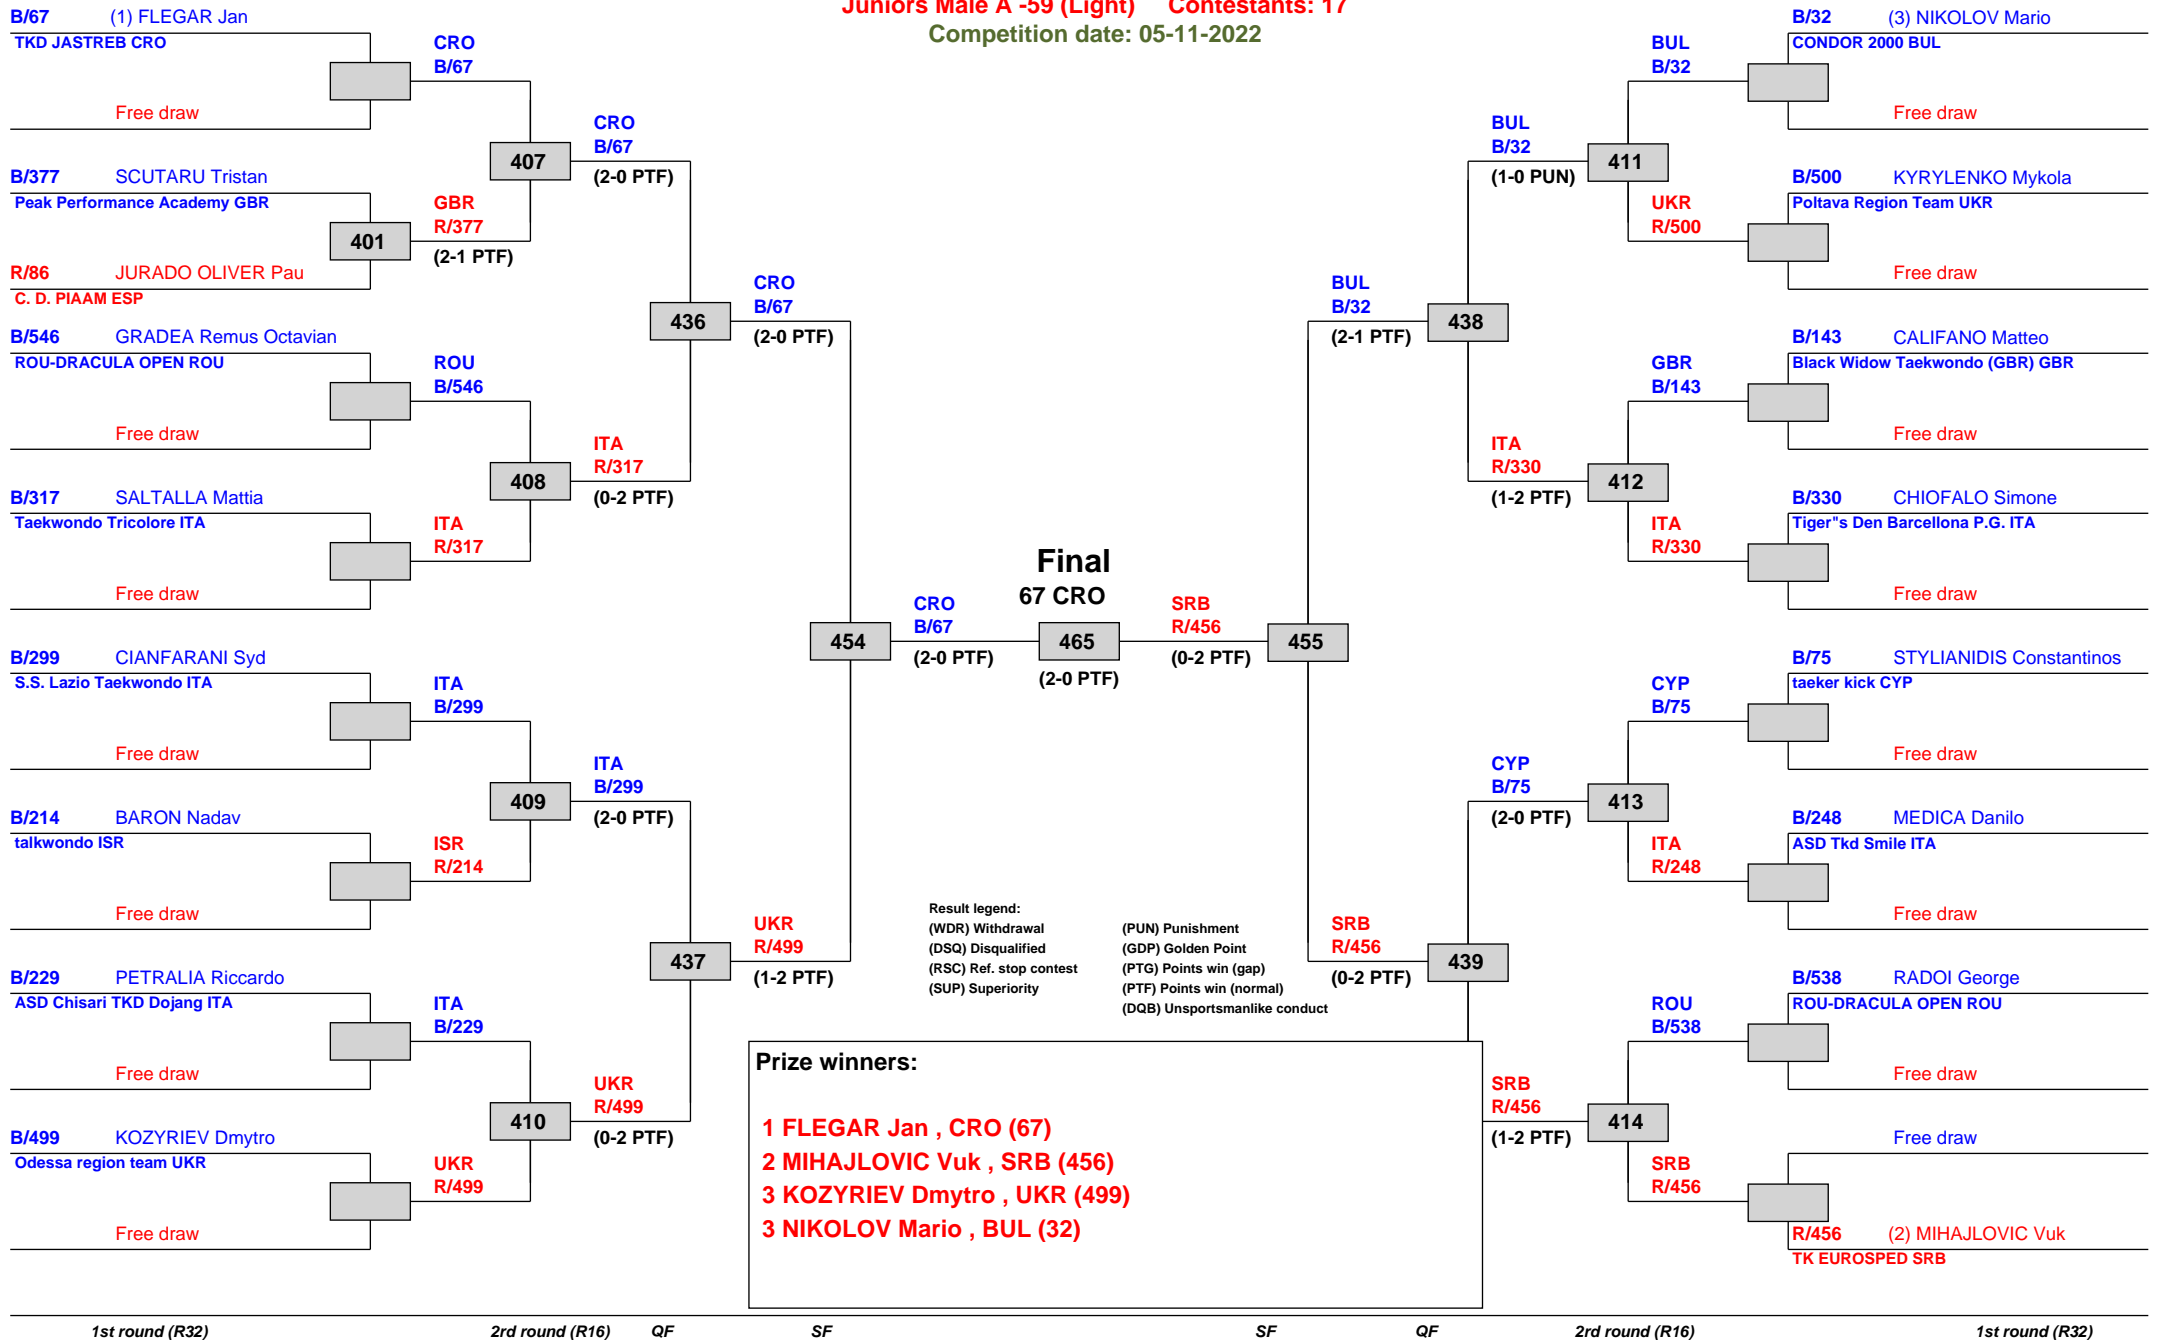 Juniors Male A -59 (Light) Contestants: 17
Competition date: 05-11-2022
B/67 (1) FLEGAR Jan
TKD JASTREB CRO
Free draw
B/377 SCUTARU Tristan
Peak Performance Academy GBR
401
R/86 JURADO OLIVER Pau
C. D. PIAAM ESP
B/546 GRADEA Remus Octavian
ROU-DRACULA OPEN ROU
Free draw
B/317 SALTALLA Mattia
Taekwondo Tricolore ITA
Free draw
B/299 CIANFARANI Syd
S.S. Lazio Taekwondo ITA
Free draw
B/214 BARON Nadav
talkwondo ISR
Free draw
B/229 PETRALIA Riccardo
ASD Chisari TKD Dojang ITA
Free draw
B/499 KOZYRIEV Dmytro
Odessa region team UKR
Free draw
CRO
B/67
407
GBR
R/377
(2-1 PTF)
ROU
B/546
408
ITA
R/317
ITA
B/299
409
ISR
R/214
ITA
B/229
410
UKR
R/499
CRO
B/67
(2-0 PTF)
436
ITA
R/317
(0-2 PTF)
ITA
B/299
(2-0 PTF)
437
UKR
R/499
(0-2 PTF)
CRO
B/67
(2-0 PTF)
454
UKR
R/499
(1-2 PTF)
CRO
B/67
(2-0 PTF)
Final
67 CRO
465
(2-0 PTF)
SRB
R/456
(0-2 PTF)
455
BUL
B/32
(2-1 PTF)
438
SRB
R/456
(0-2 PTF)
439
BUL
B/32
(1-0 PUN)
411
ITA
R/330
(1-2 PTF)
412
CYP
B/75
(2-0 PTF)
413
SRB
R/456
(1-2 PTF)
414
BUL
B/32
UKR
R/500
GBR
B/143
ITA
R/330
CYP
B/75
ITA
R/248
ROU
B/538
SRB
R/456
B/32 (3) NIKOLOV Mario
CONDOR 2000 BUL
Free draw
B/500 KYRYLENKO Mykola
Poltava Region Team UKR
Free draw
B/143 CALIFANO Matteo
Black Widow Taekwondo (GBR) GBR
Free draw
B/330 CHIOFALO Simone
Tiger"s Den Barcellona P.G. ITA
Free draw
B/75 STYLIANIDIS Constantinos
taeker kick CYP
Free draw
B/248 MEDICA Danilo
ASD Tkd Smile ITA
Free draw
B/538 RADOI George
ROU-DRACULA OPEN ROU
Free draw
Free draw
R/456 (2) MIHAJLOVIC Vuk
TK EUROSPED SRB
Result legend:
(WDR) Withdrawal (PUN) Punishment
(DSQ) Disqualified (GDP) Golden Point
(RSC) Ref. stop contest (PTG) Points win (gap)
(SUP) Superiority (PTF) Points win (normal)
(DQB) Unsportsmanlike conduct
Prize winners:
1 FLEGAR Jan , CRO (67)
2 MIHAJLOVIC Vuk , SRB (456)
3 KOZYRIEV Dmytro , UKR (499)
3 NIKOLOV Mario , BUL (32)
1st round (R32) 2rd round (R16) QF SF SF QF 2rd round (R16) 1st round (R32)